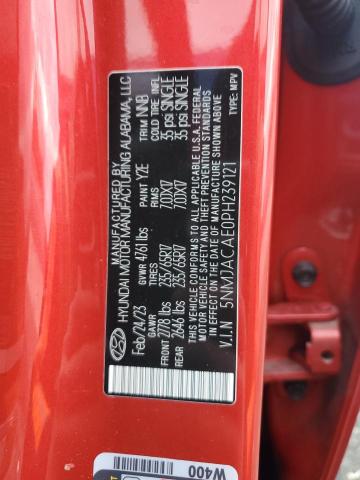 MANUFACTURED BY
HYUNDAI MOTOR MANUFACTURING ALABAMA, LLC
Feb/24/23 GVWR 4761 lbs PAINT Y2E TRIM NNB
GAWR TIRES RIMS COLD TIRE INFL
FRONT 2778 lbs 235/65R17 7.0JX17 35 psi SINGLE
REAR 2646 lbs 235/65R17 7.0JX17 35 psi SINGLE
THIS VEHICLE CONFORMS TO ALL APPLICABLE U.S.A. FEDERAL
MOTOR VEHICLE SAFETY, BUMPER, AND THEFT PREVENTION STANDARDS
IN EFFECT ON THE DATE OF MANUFACTURE SHOWN ABOVE.
V.I.N 5NMJACAE0PH239121 TYPE: MPV
W400